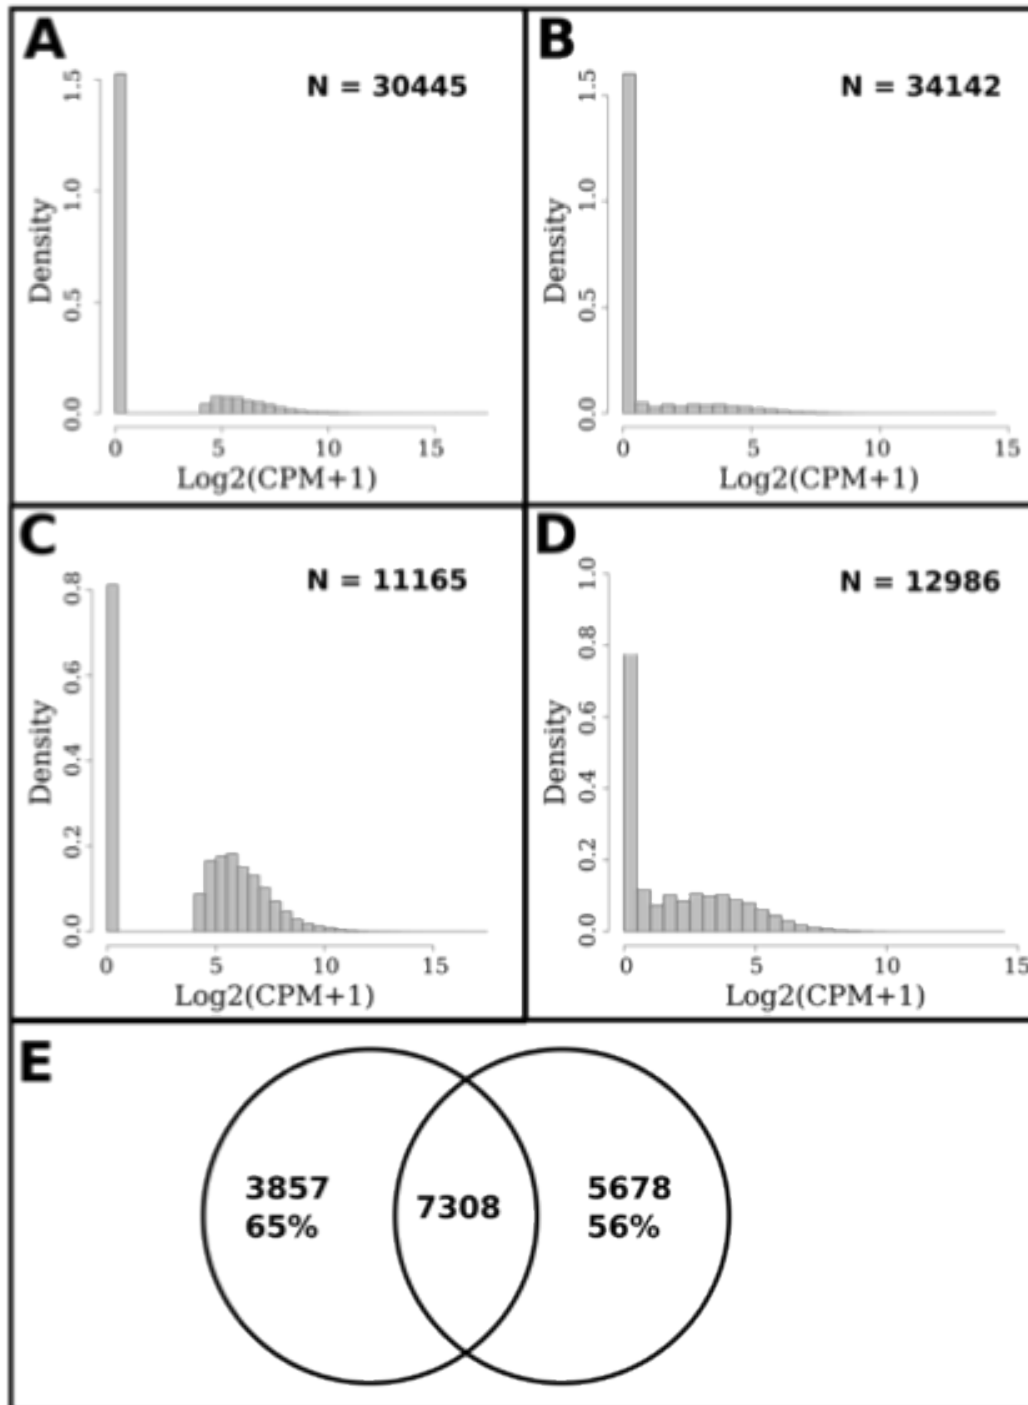 A
N = 30445
Density
0.0
0.5
1.0
1.5
0
5
10
15
Log2(CPM+1)
B
N = 34142
Density
0.0
0.5
1.0
1.5
0
5
10
15
Log2(CPM+1)
C
N = 11165
Density
0.0
0.2
0.4
0.6
0.8
0
5
10
15
Log2(CPM+1)
D
N = 12986
Density
0.0
0.2
0.4
0.6
0.8
1.0
0
5
10
15
Log2(CPM+1)
E
3857
65%
7308
5678
56%